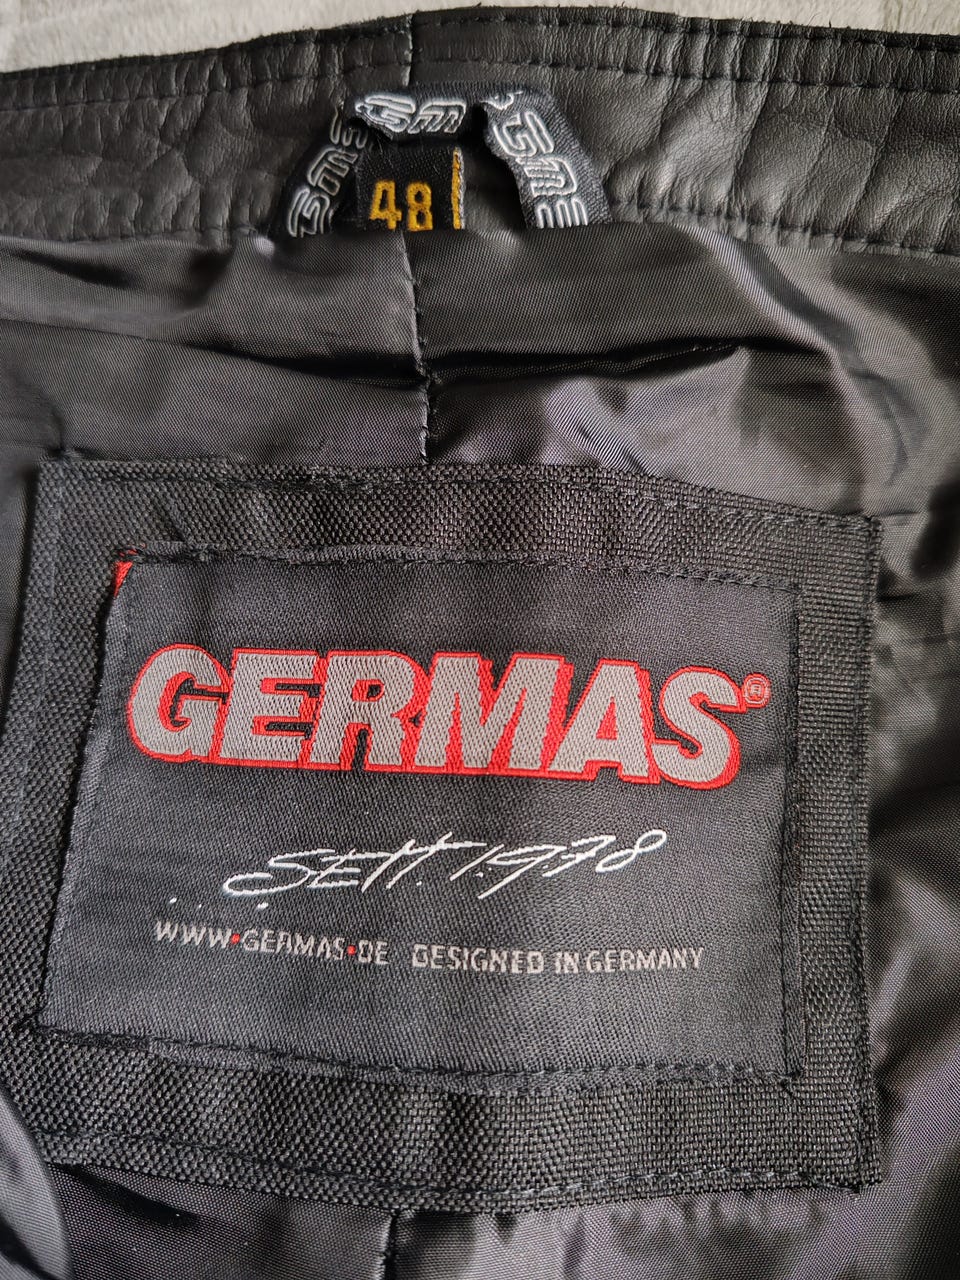 48
GERMAS®
SEIT 1978
WWW•GERMAS•DE DESIGNED IN GERMANY